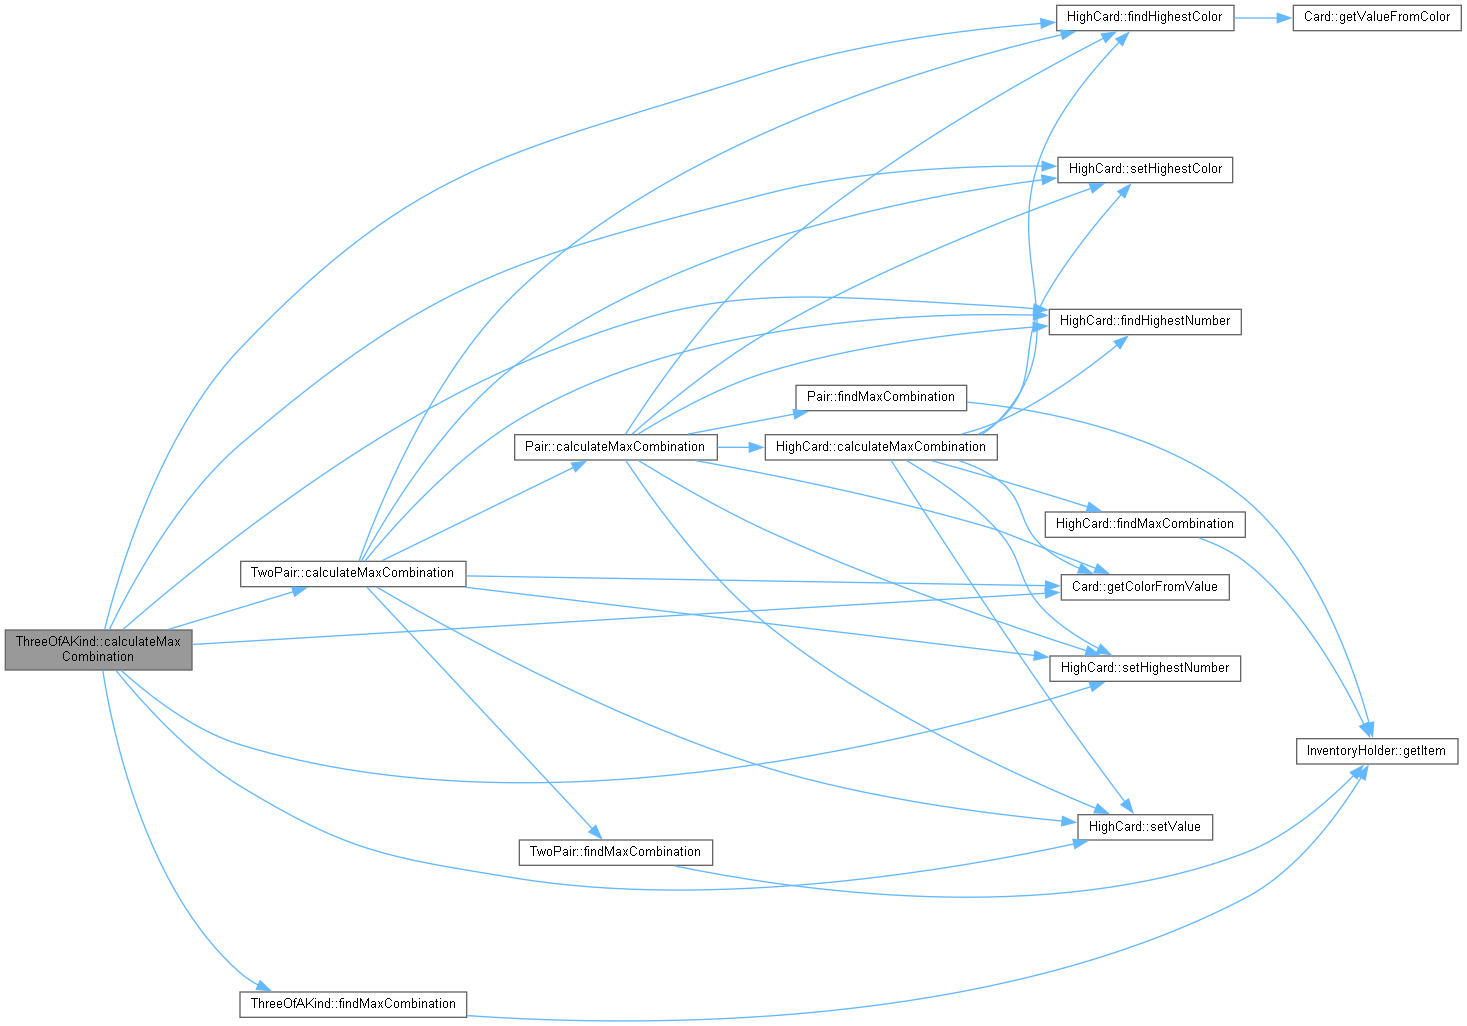 HighCard::findHighestColor
Card::getValueFromColor
HighCard::setHighestColor
HighCard::findHighestNumber
Pair::findMaxCombination
Pair::calculateMaxCombination
HighCard::calculateMaxCombination
HighCard::findMaxCombination
TwoPair::calculateMaxCombination
Card::getColorFromValue
ThreeOfAKind::calculateMax
Combination
HighCard::setHighestNumber
InventoryHolder::getItem
HighCard::setValue
TwoPair::findMaxCombination
ThreeOfAKind::findMaxCombination